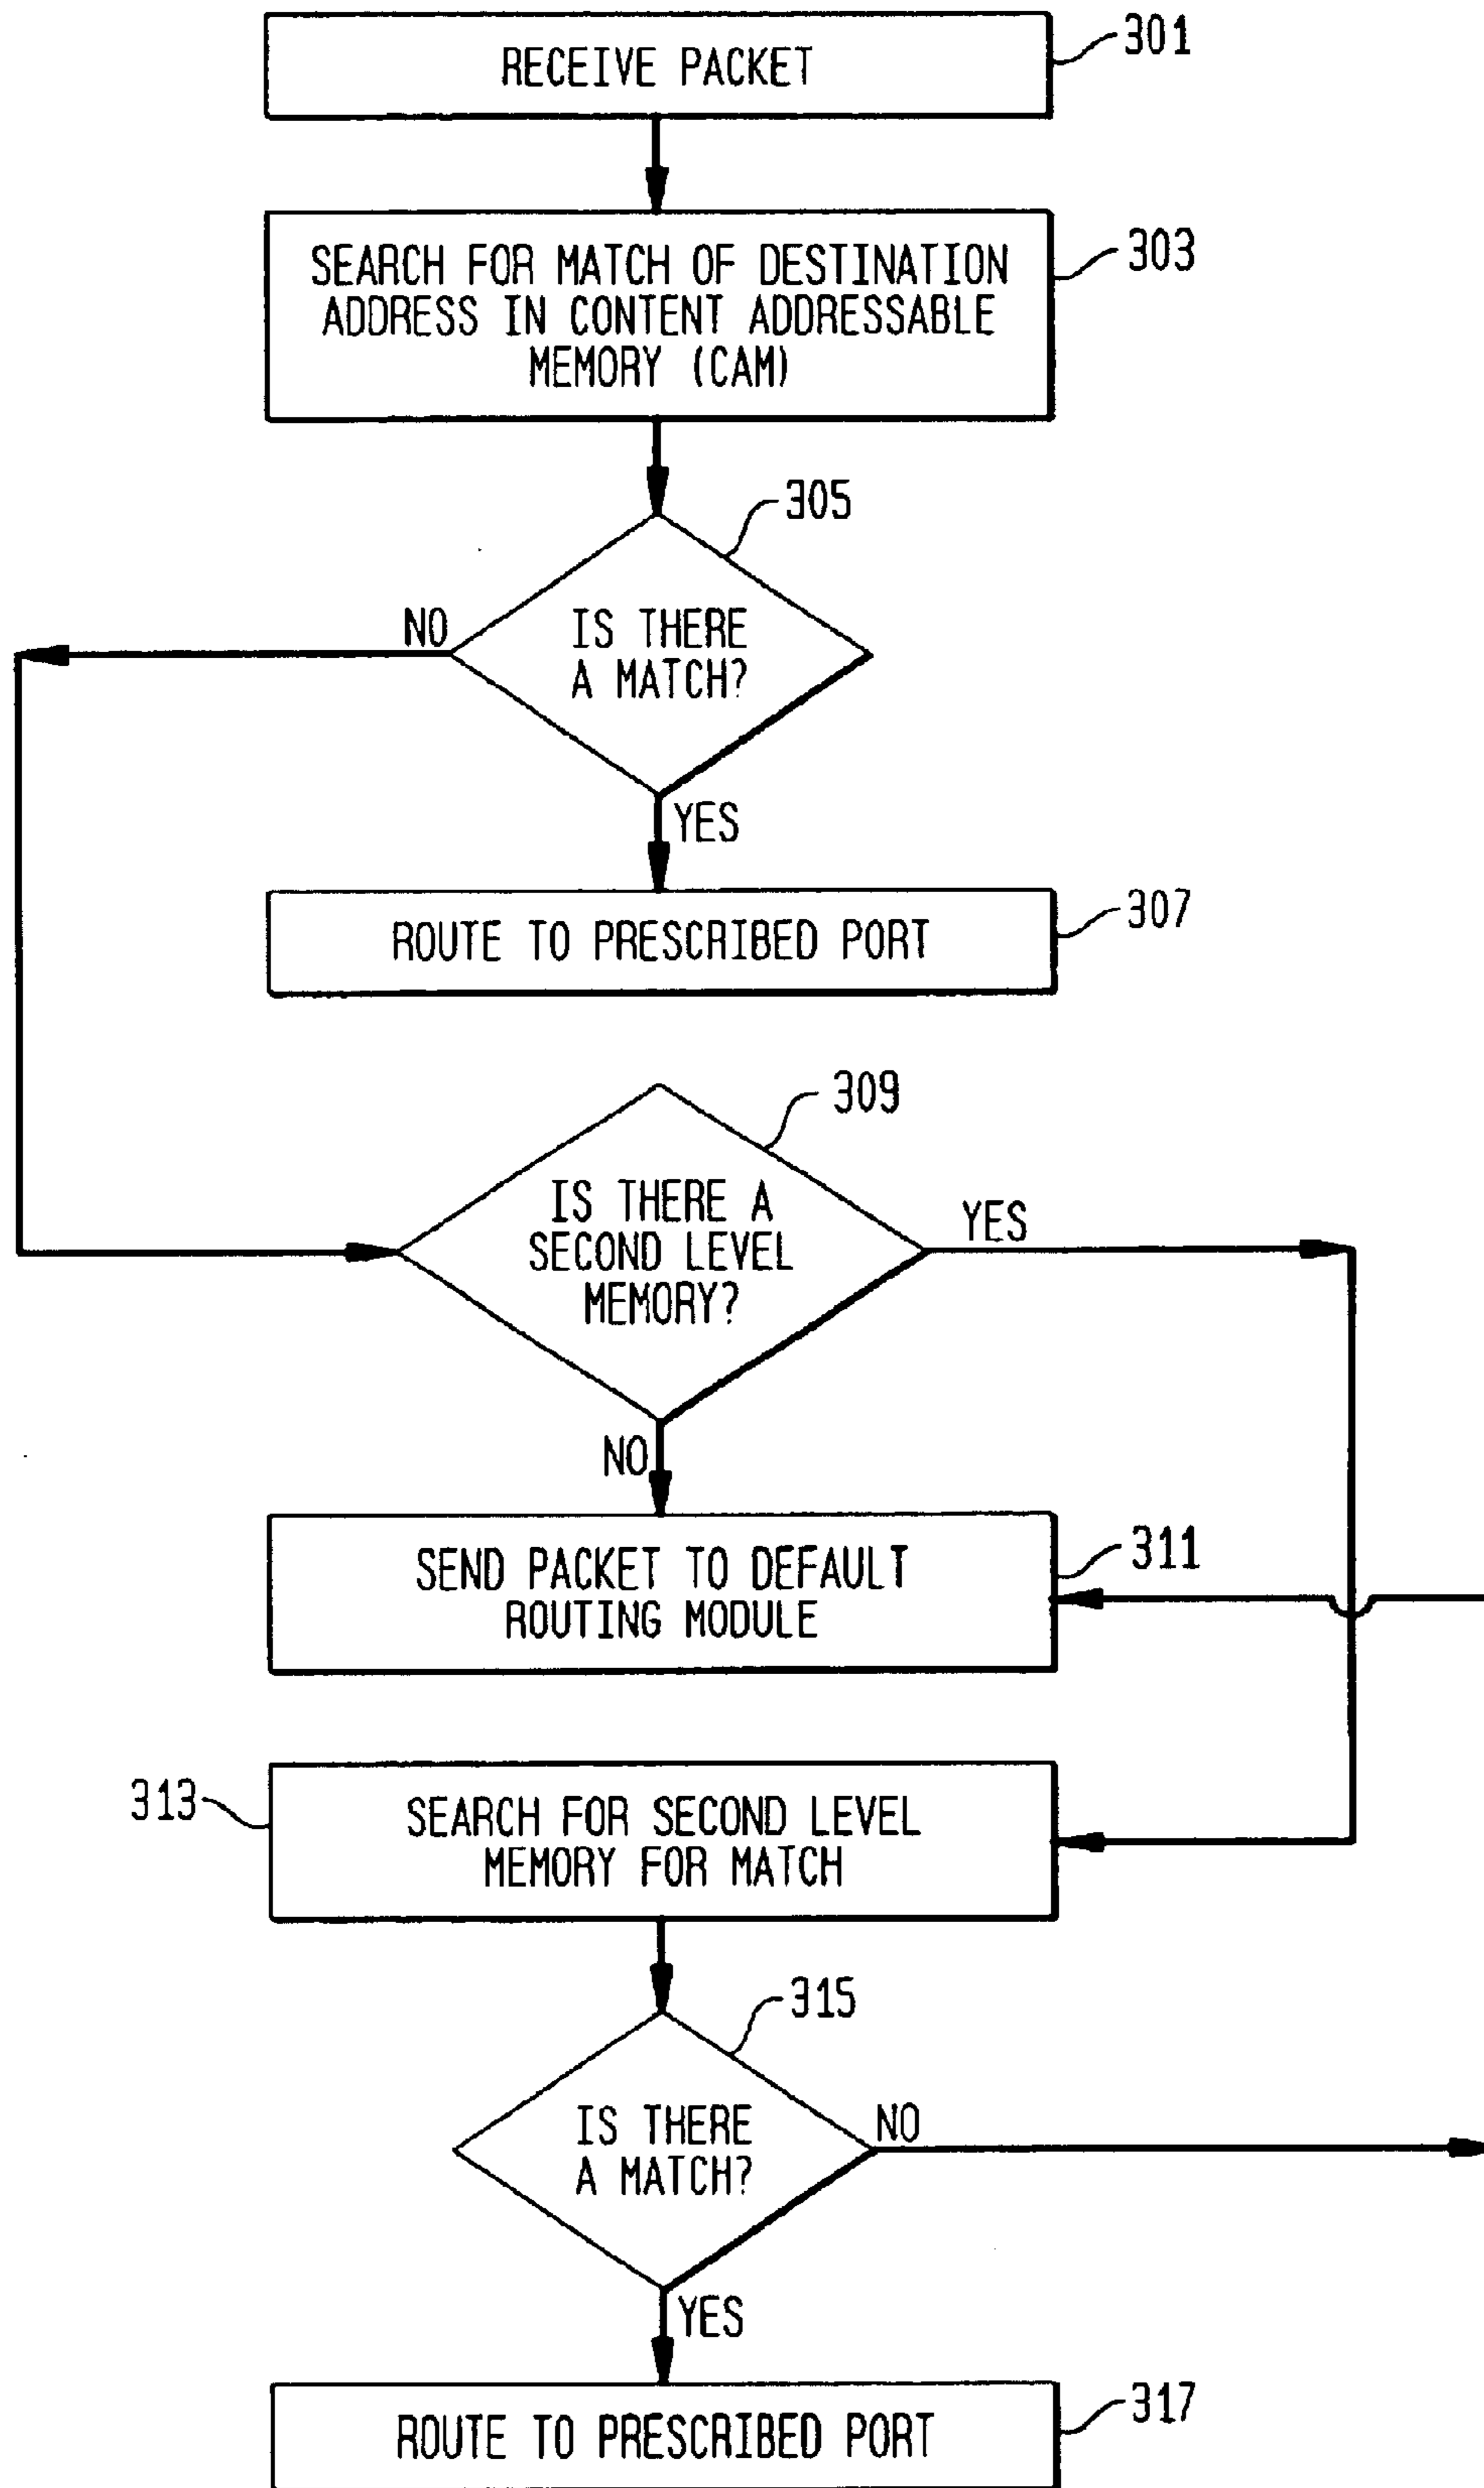 RECEIVE PACKET
301
SEARCH FOR MATCH OF DESTINATION
ADDRESS IN CONTENT ADDRESSABLE
MEMORY (CAM)
303
305
IS THERE
A MATCH?
NO
YES
ROUTE TO PRESCRIBED PORT
307
309
IS THERE A
SECOND LEVEL
MEMORY?
YES
NO
SEND PACKET TO DEFAULT
ROUTING MODULE
311
313
SEARCH FOR SECOND LEVEL
MEMORY FOR MATCH
315
IS THERE
A MATCH?
NO
YES
ROUTE TO PRESCRIBED PORT
317